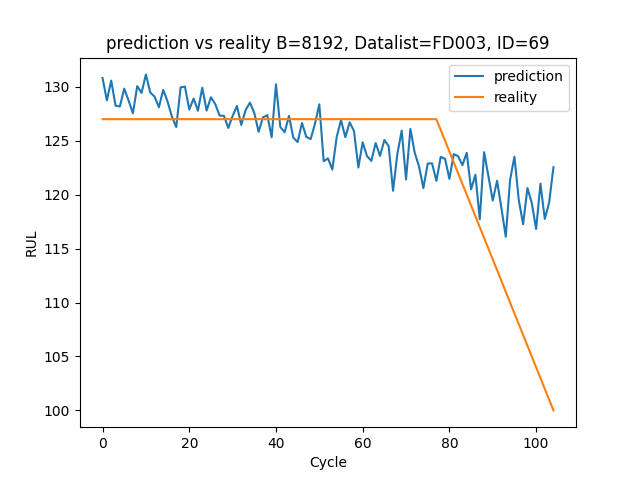 prediction vs reality B=8192, Datalist=FD003, ID=69
prediction
reality
RUL
130
125
120
115
110
105
100
0 20 40 60 80 100
Cycle